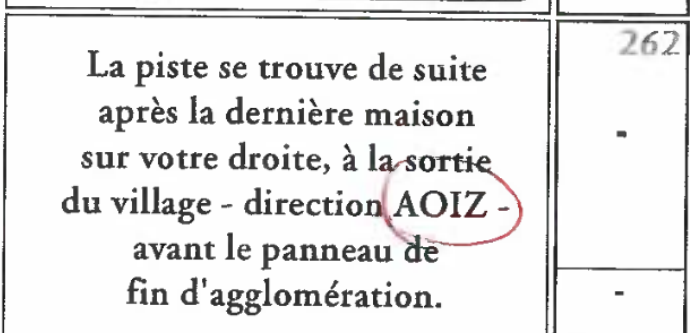 La piste se trouve de suite
après la dernière maison
sur votre droite, à la sortie
du village - direction AOIZ -
avant le panneau de
fin d'agglomération.
262
-
-